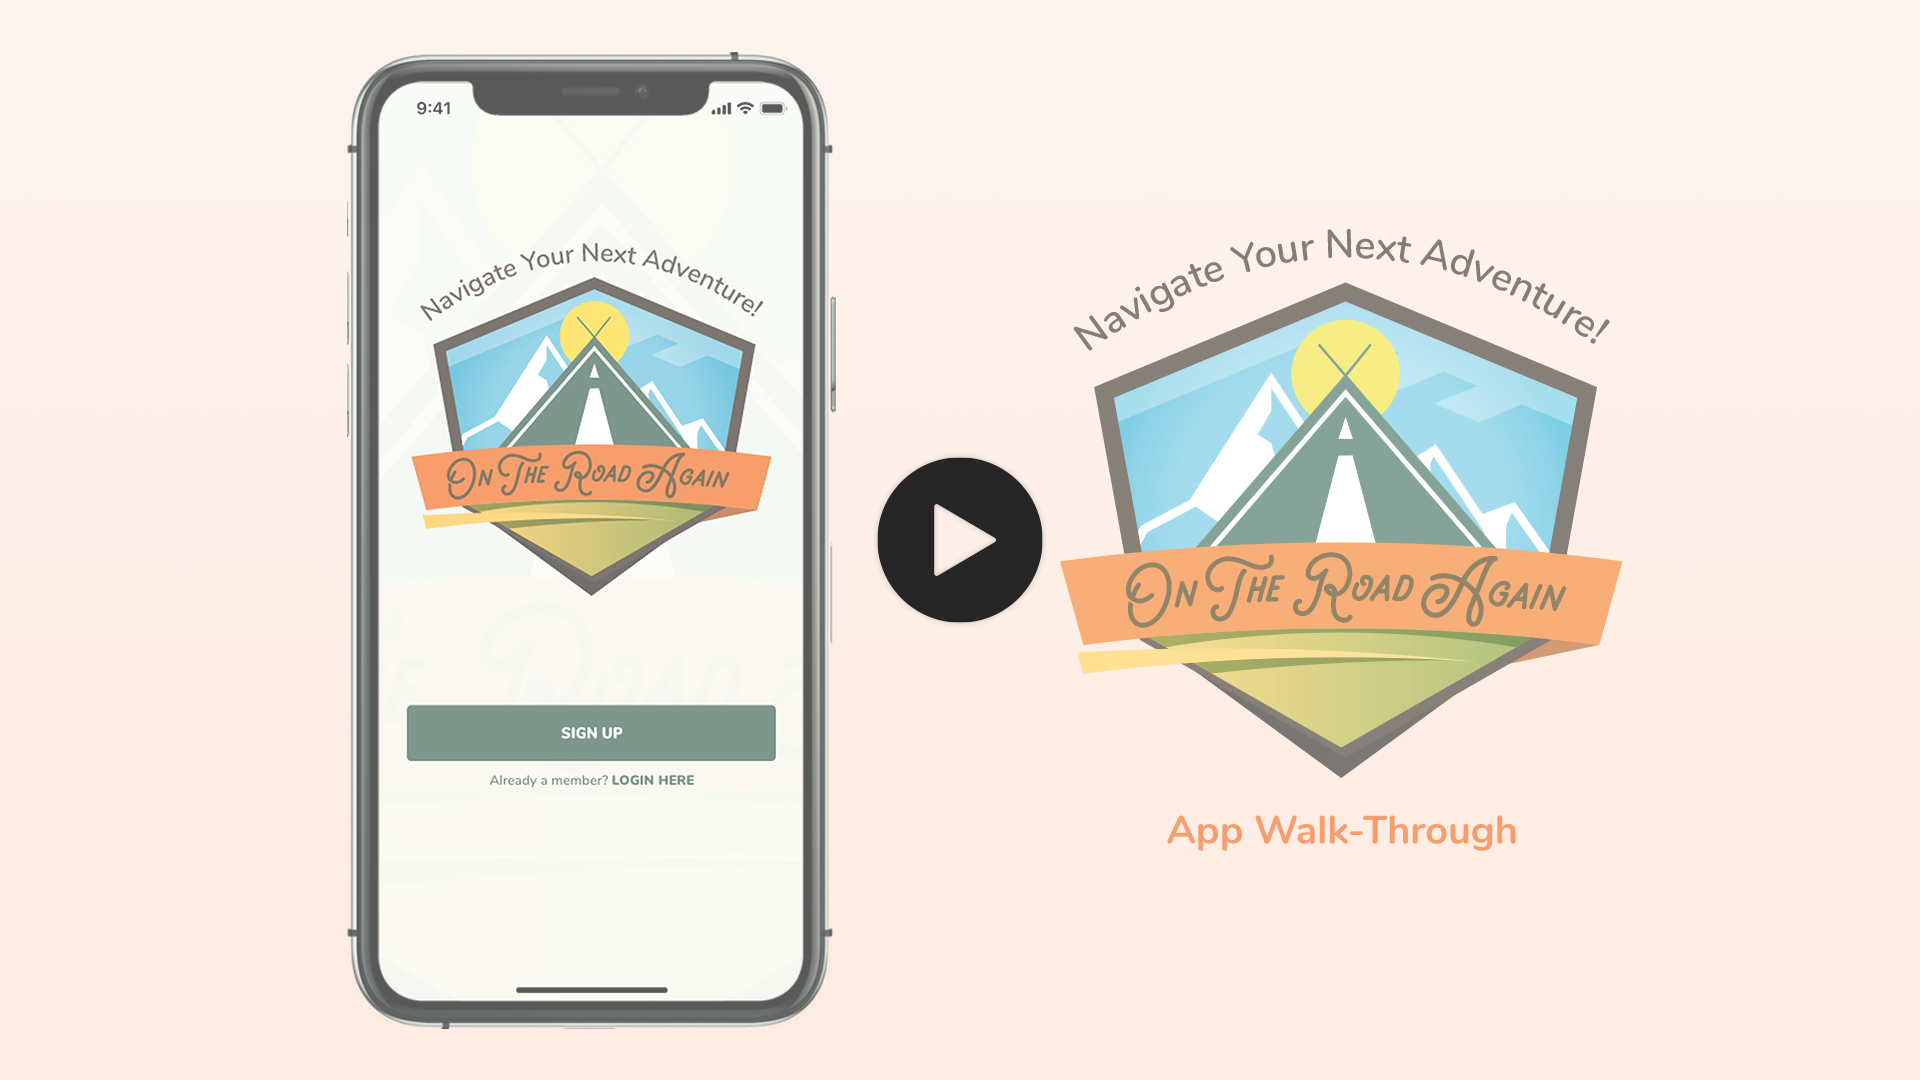 9:41
Navigate Your Next Adventure!
On The Road Again
SIGN UP
Already a member? LOGIN HERE
Navigate Your Next Adventure!
On The Road Again
App Walk-Through